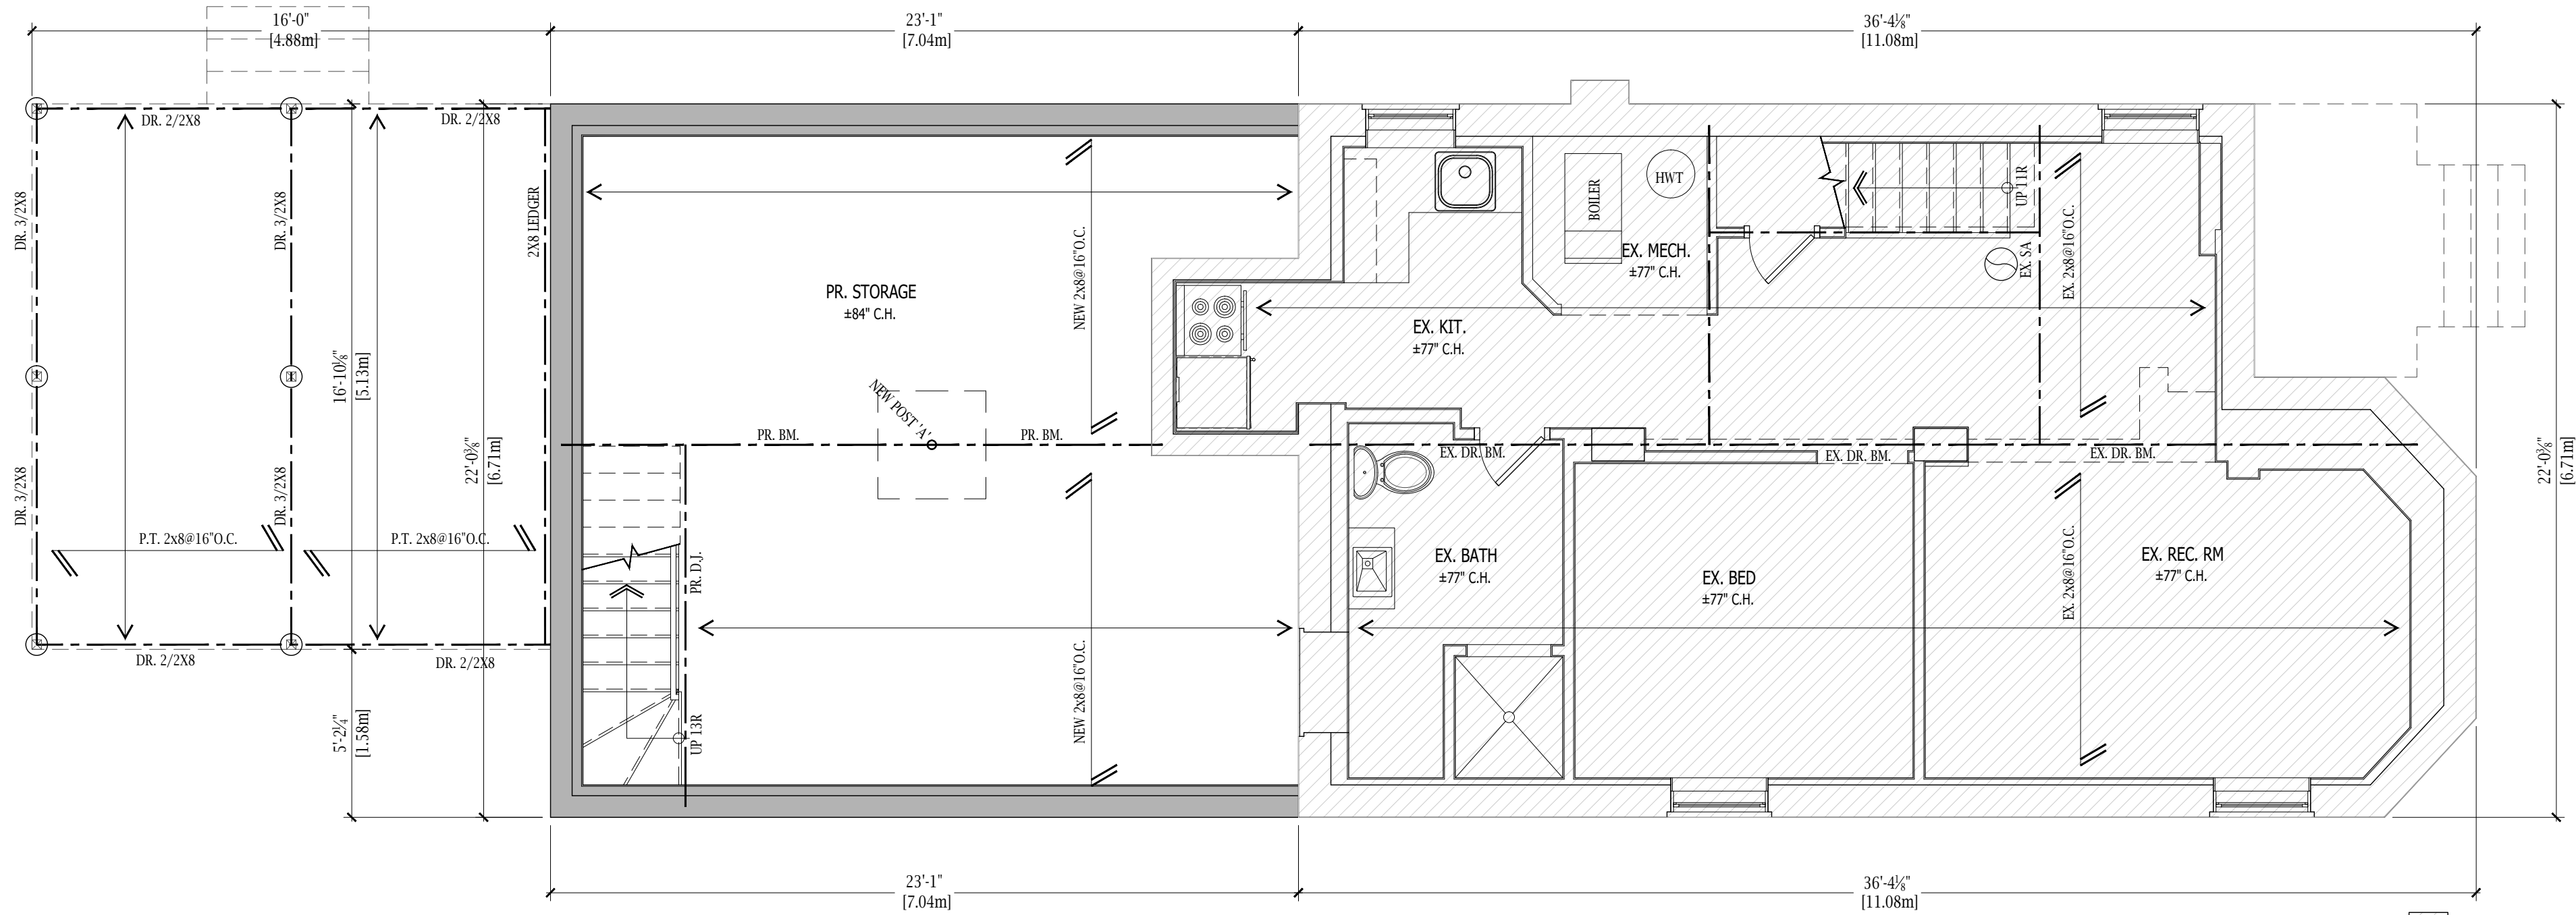 16'-0"
[4.88m]
23'-1"
[7.04m]
36'-4⅛"
[11.08m]
DR. 2/2X8
DR. 2/2X8
DR. 3/2X8
DR. 3/2X8
2X8 LEDGER
DR. 3/2X8
DR. 3/2X8
P.T. 2x8@16"O.C.
P.T. 2x8@16"O.C.
DR. 2/2X8
DR. 2/2X8
16'-10⅛"
[5.13m]
22'-0⅜"
[6.71m]
5'-2¼"
[1.58m]
PR. STORAGE
±84" C.H.
NEW 2x8@16"O.C.
NEW POST 'A'
PR. BM.
PR. BM.
PR. D.J.
UP 13R
NEW 2x8@16"O.C.
BOILER
HWT
EX. MECH.
±77" C.H.
EX. KIT.
±77" C.H.
UP 11R
EX. SA
EX. 2x8@16"O.C.
EX. DR. BM.
EX. DR. BM.
EX. DR. BM.
EX. BATH
±77" C.H.
EX. BED
±77" C.H.
EX. 2x8@16"O.C.
EX. REC. RM
±77" C.H.
22'-0⅜"
[6.71m]
23'-1"
[7.04m]
36'-4⅛"
[11.08m]